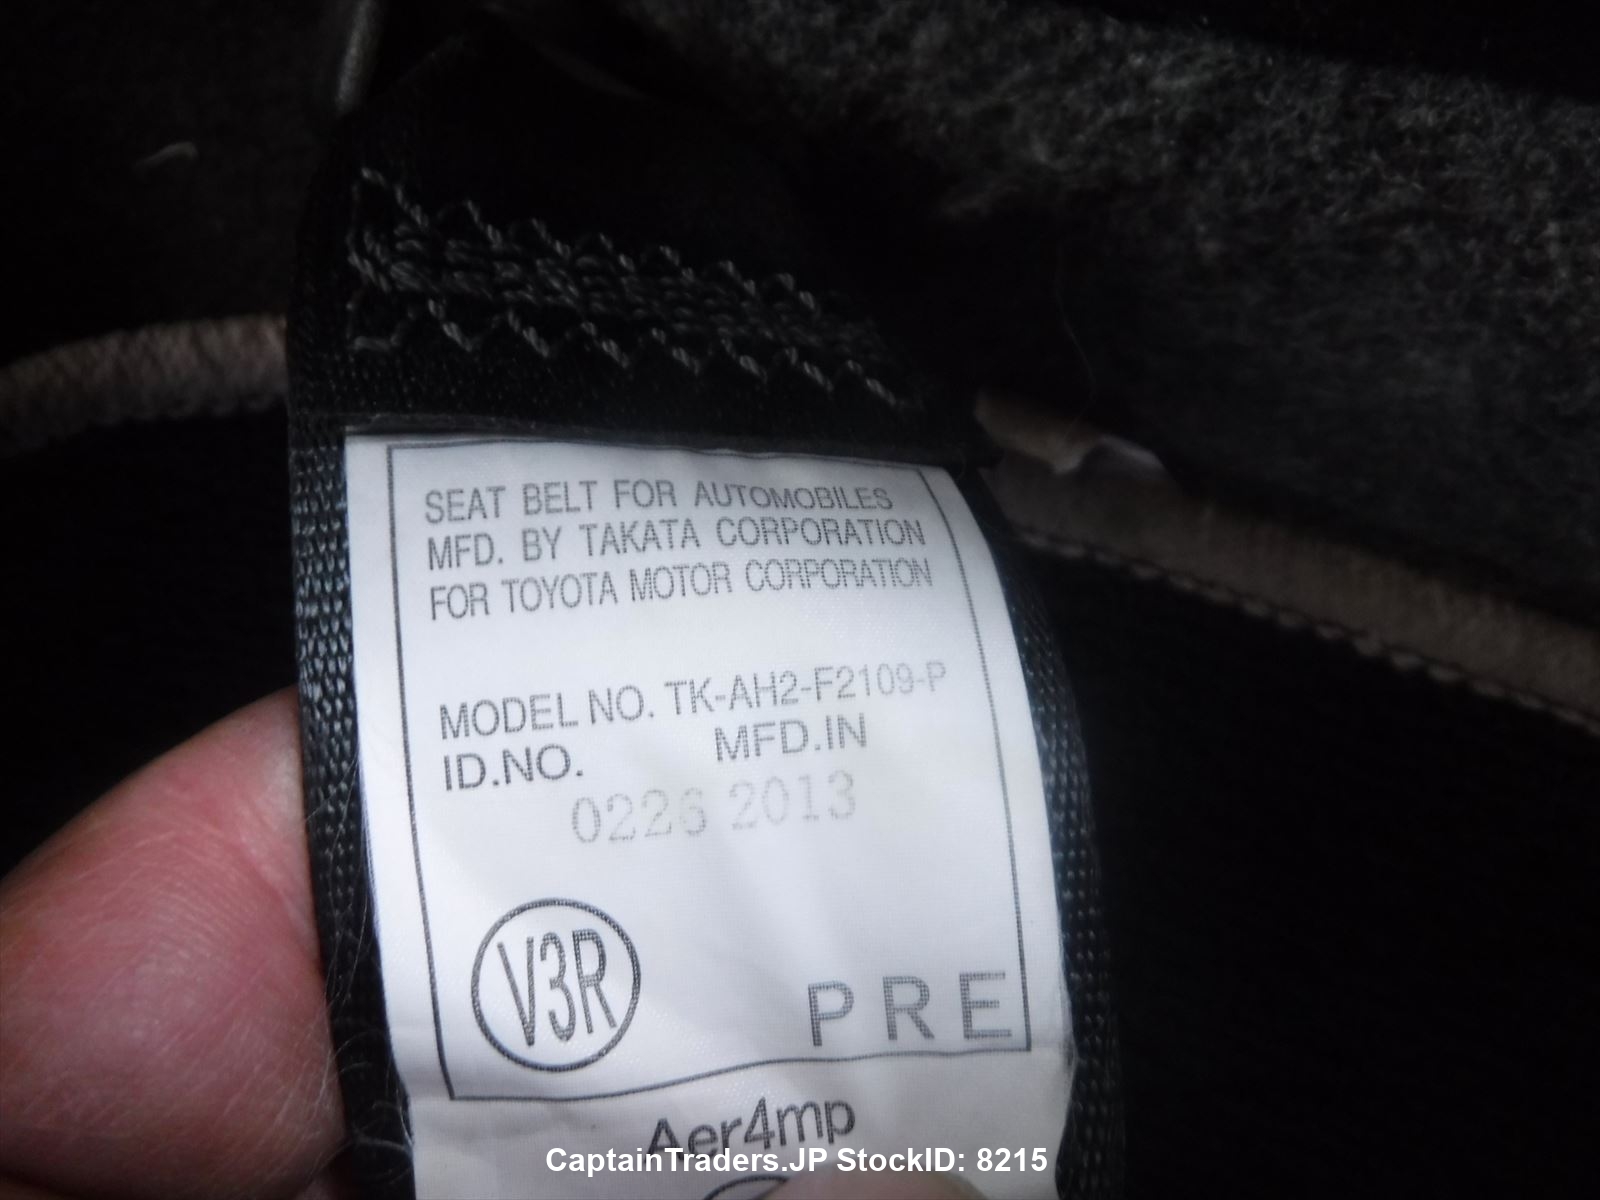 SEAT BELT FOR AUTOMOBILES
MFD. BY TAKATA CORPORATION
FOR TOYOTA MOTOR CORPORATION
MODEL NO. TK-AH2-F2109-P
ID.NO. MFD.IN
0226 2013
V3R
PRE
Aer4mp
CaptainTraders.JP StockID: 8215